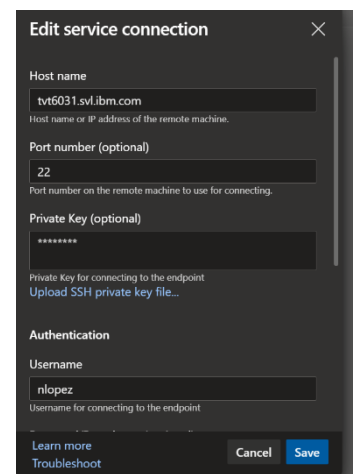 Edit service connection
Host name
tvt6031.svl.ibm.com
Host name or IP address of the remote machine.
Port number (optional)
22
Port number on the remote machine to use for connecting.
Private Key (optional)
********
Private Key for connecting to the endpoint
Upload SSH private key file...
Authentication
Username
nlopez
Username for connecting to the endpoint
Learn more
Troubleshoot
Cancel
Save